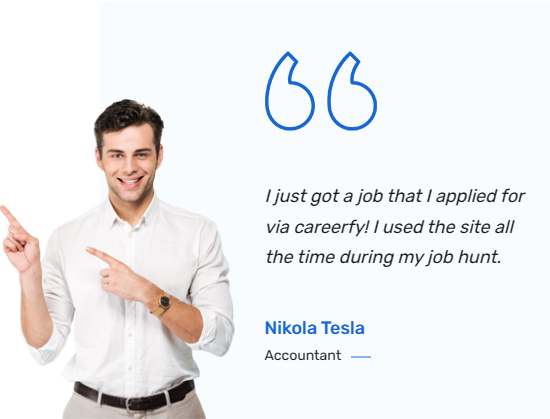 I just got a job that I applied for
via careerfy! I used the site all
the time during my job hunt.
Nikola Tesla
Accountant